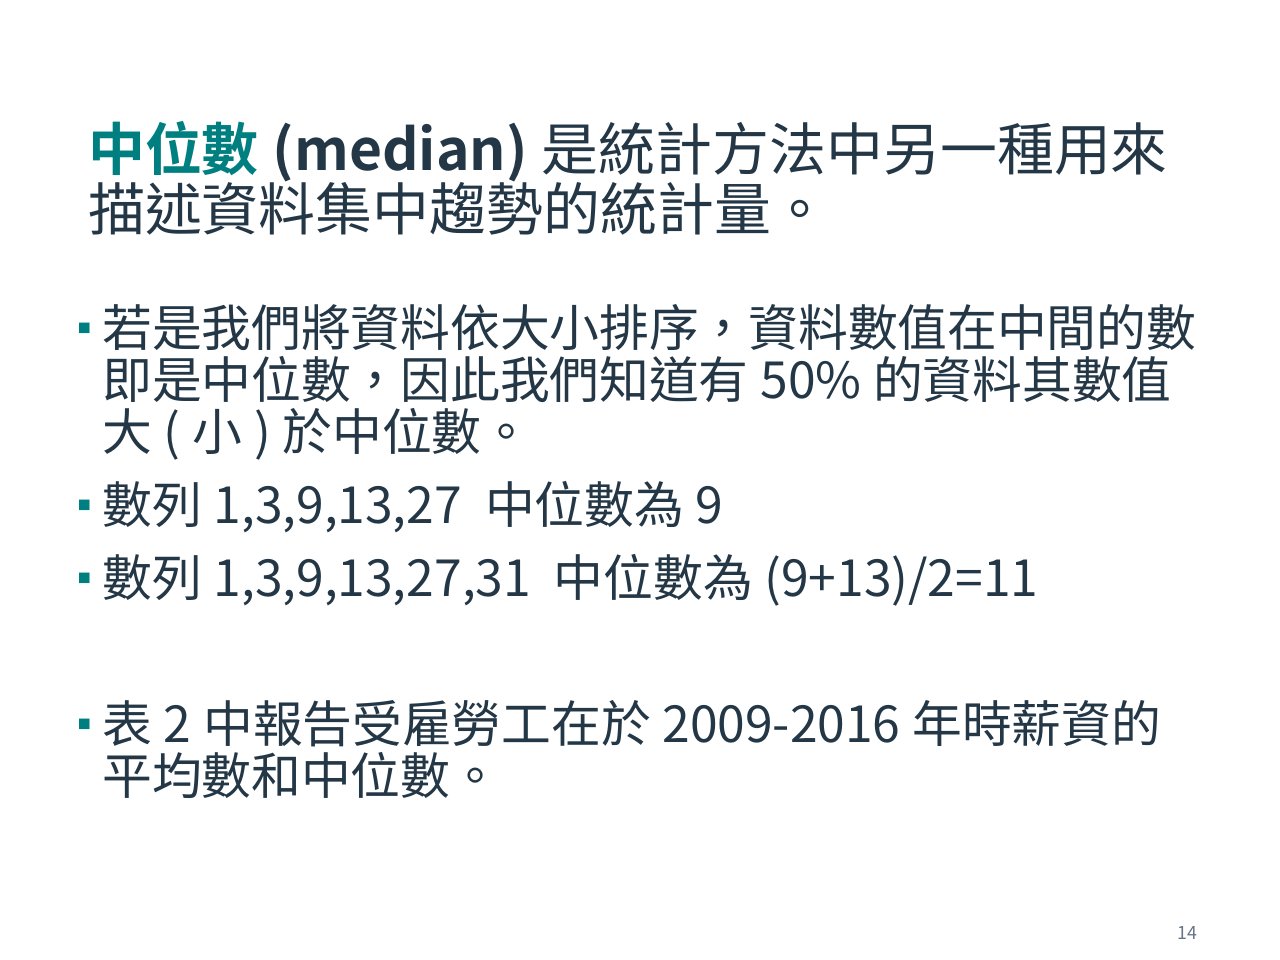 中位數 (median) 是統計方法中另一種用來
描述資料集中趨勢的統計量。
▪ 若是我們將資料依大小排序，資料數值在中間的數
即是中位數，因此我們知道有 50% 的資料其數值
大 ( 小 ) 於中位數。
▪ 數列 1,3,9,13,27 中位數為 9
▪ 數列 1,3,9,13,27,31 中位數為 (9+13)/2=11
▪ 表 2 中報告受雇勞工在於 2009-2016 年時薪資的
平均數和中位數。
14